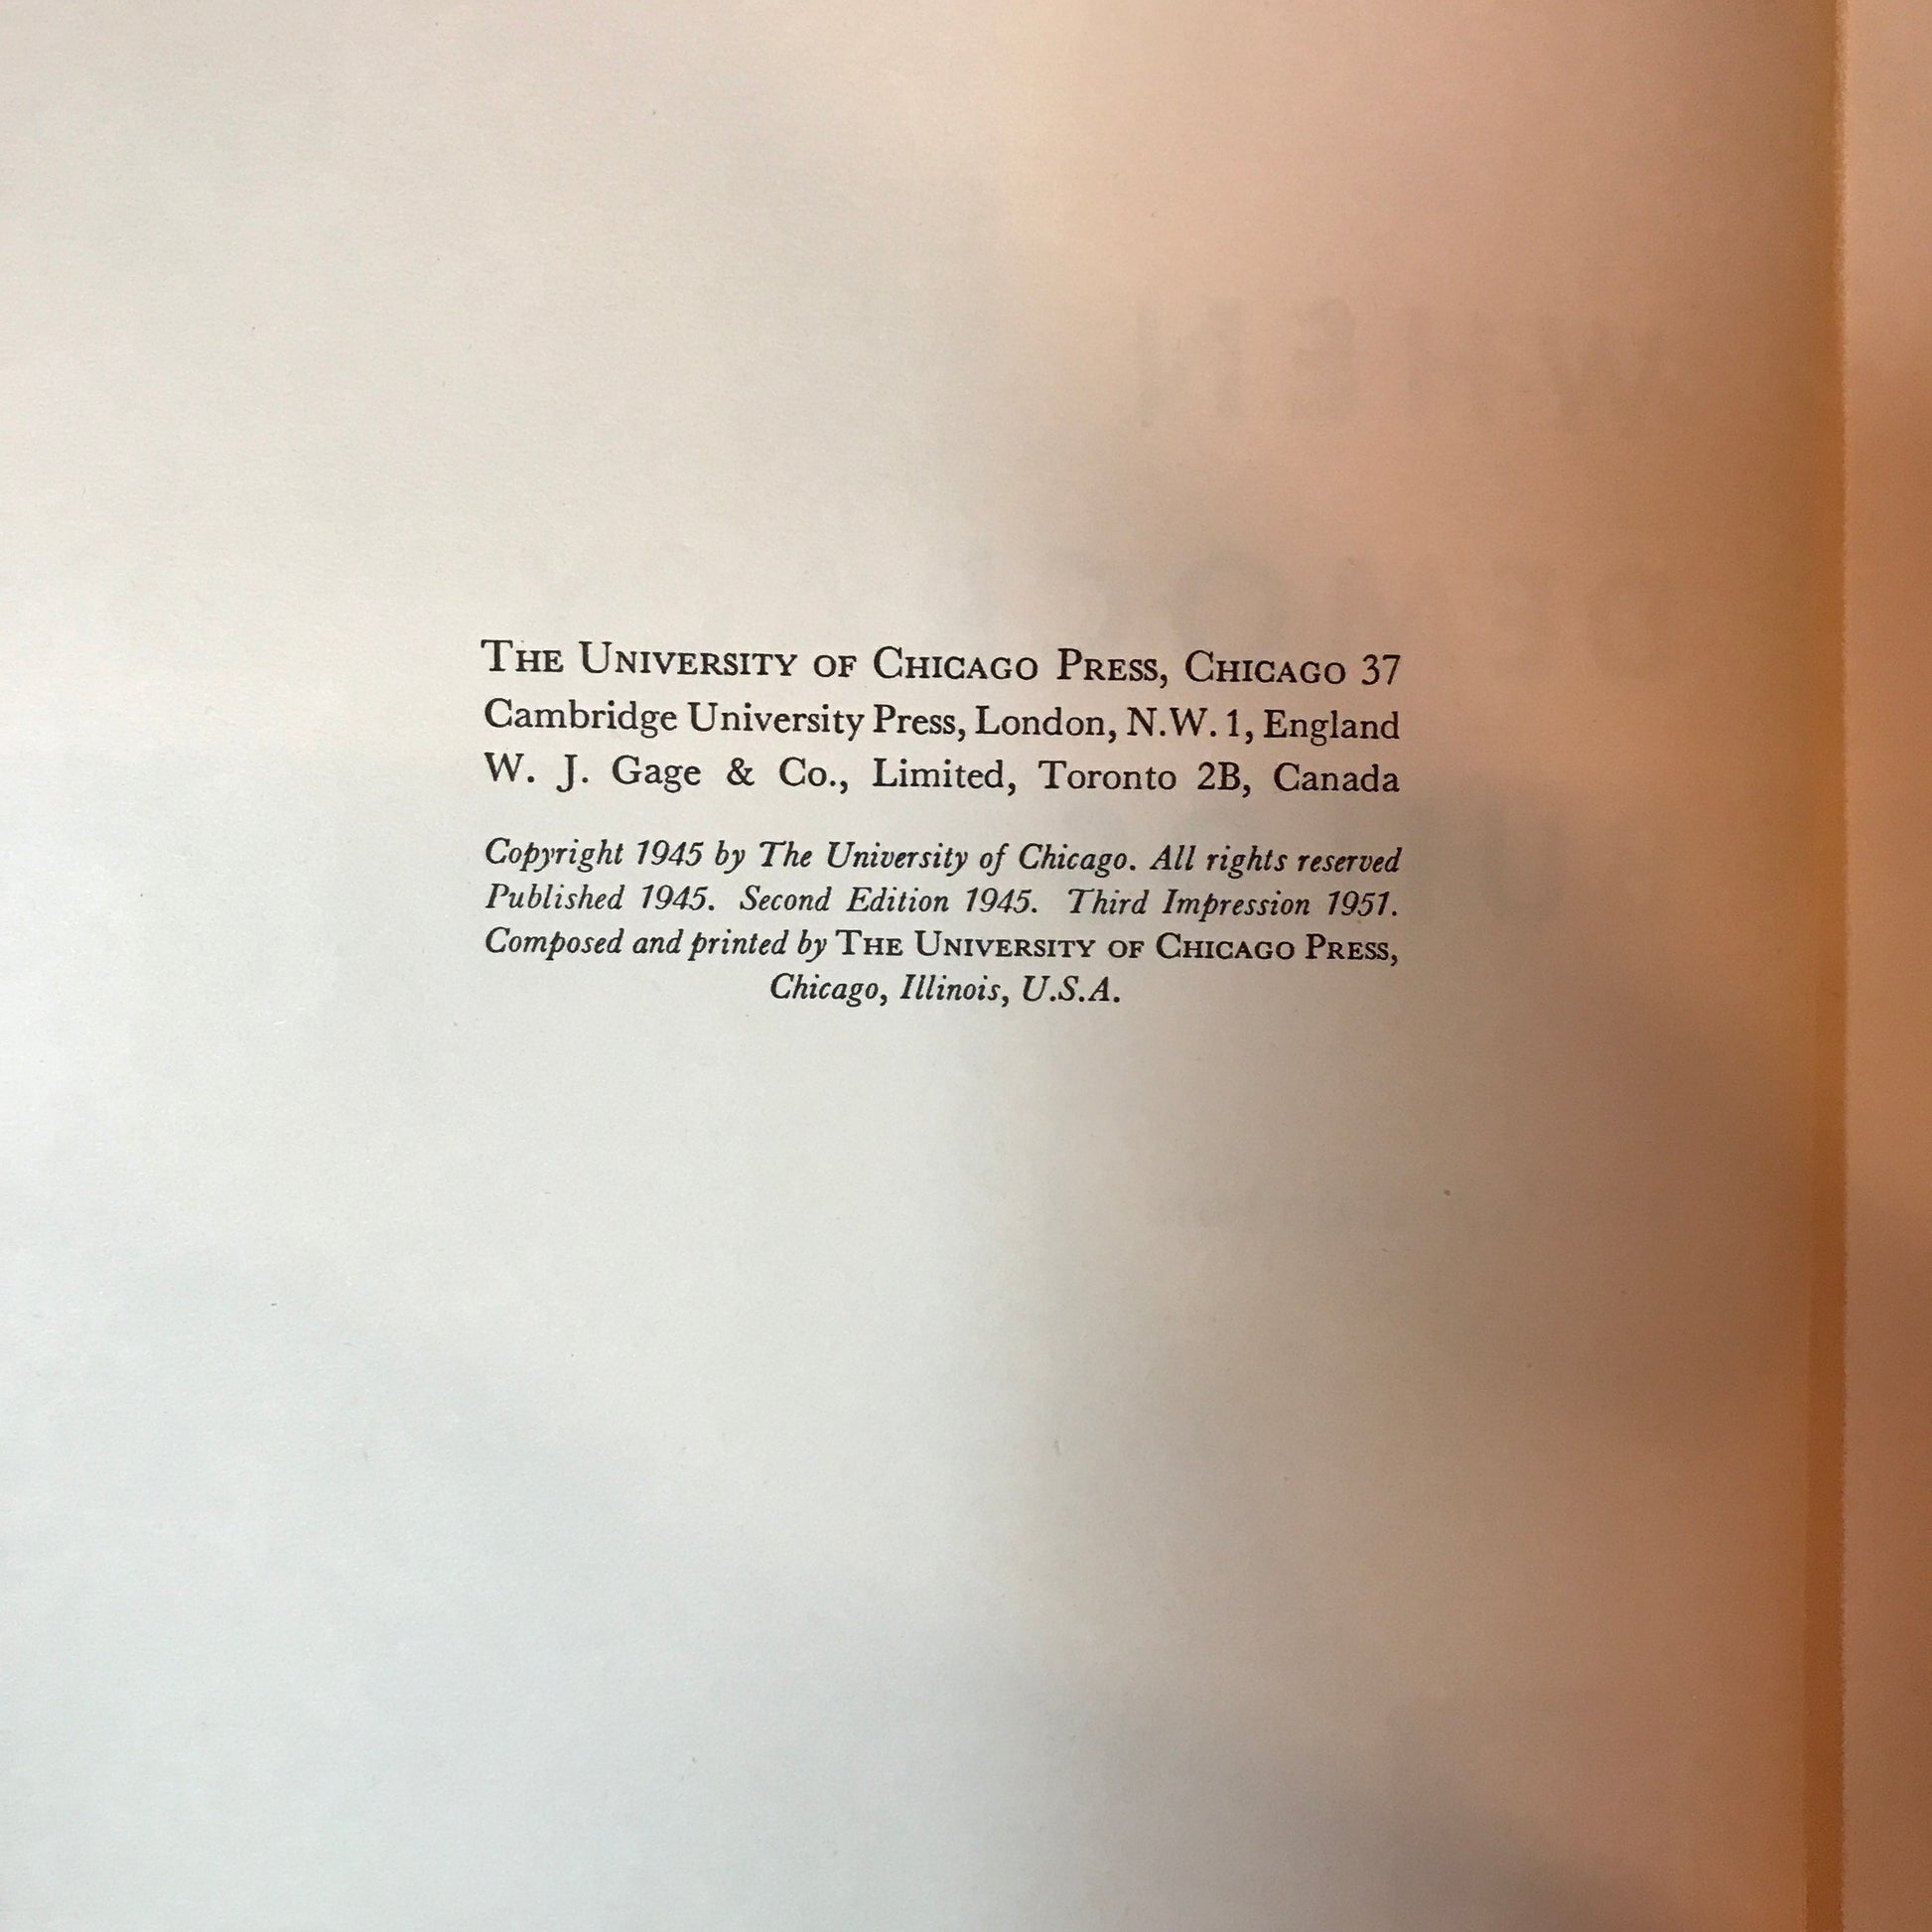 THE UNIVERSITY OF CHICAGO PRESS, CHICAGO 37
Cambridge University Press, London, N.W. 1, England
W. J. Gage & Co., Limited, Toronto 2B, Canada
Copyright 1945 by The University of Chicago. All rights reserved
Published 1945. Second Edition 1945. Third Impression 1951.
Composed and printed by THE UNIVERSITY OF CHICAGO PRESS,
Chicago, Illinois, U.S.A.